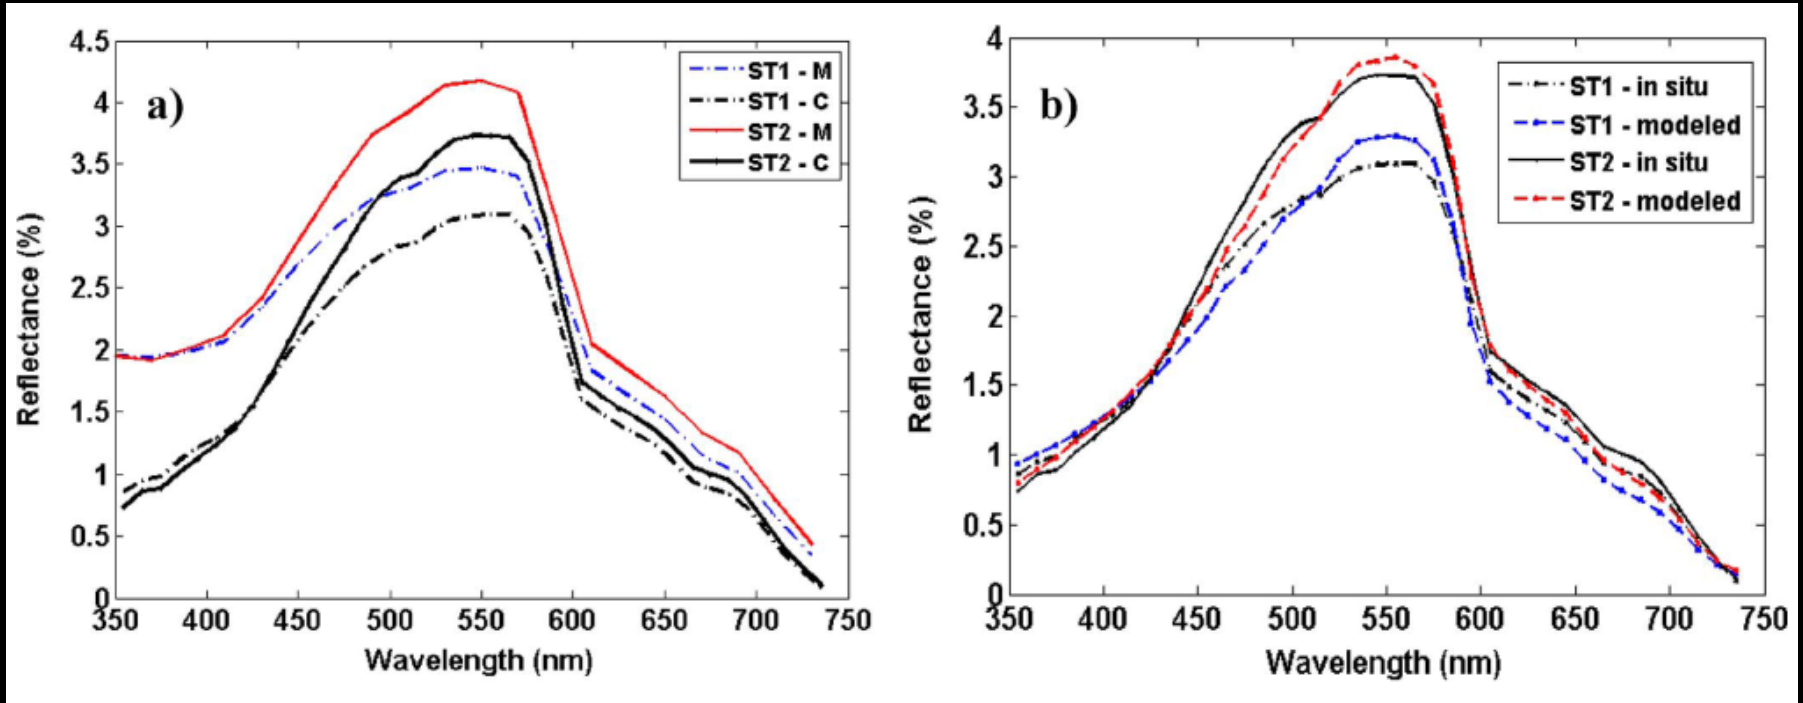 a)
Reflectance (%)
4.5
4
3.5
3
2.5
2
1.5
1
0.5
0
350 400 450 500 550 600 650 700 750
Wavelength (nm)
ST1 - M
ST1 - C
ST2 - M
ST2 - C
b)
Reflectance (%)
4
3.5
3
2.5
2
1.5
1
0.5
0
350 400 450 500 550 600 650 700 750
Wavelength (nm)
ST1 - in situ
ST1 - modeled
ST2 - in situ
ST2 - modeled